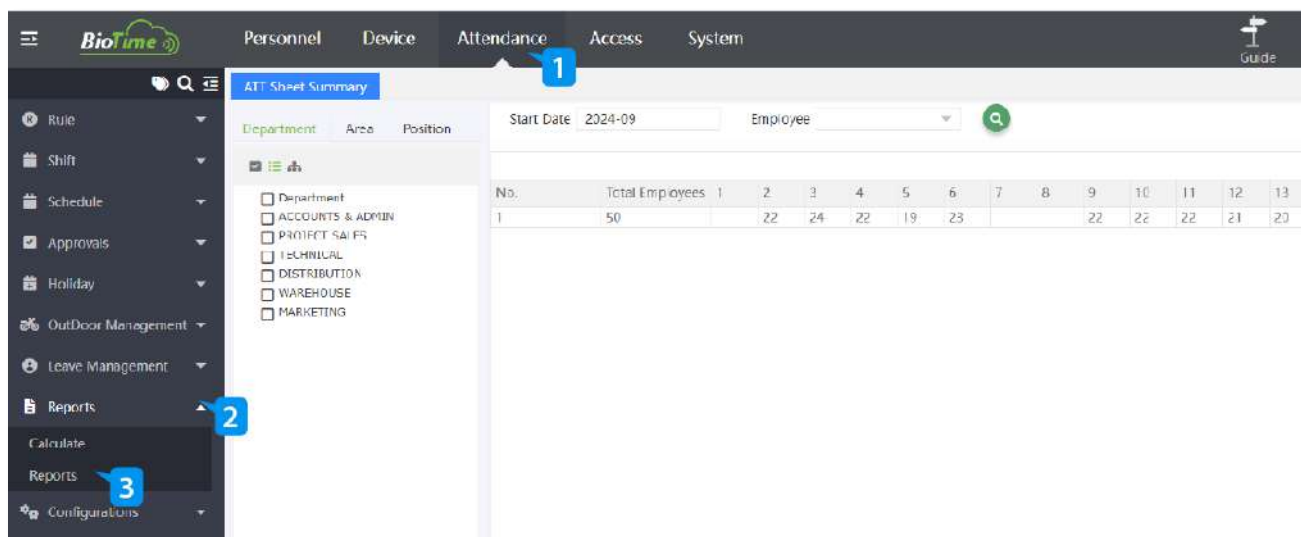 BioTime
Personnel Device Attendance Access System
Guide
1
ATT Sheet Summary
Rule
Shift
Schedule
Approvals
Holiday
OutDoor Management
Leave Management
Reports
2
Calculate
Reports
3
Configurations
Department Area Position
Department
ACCOUNTS & ADMIN
PROJECT SALES
TECHNICAL
DISTRIBUTION
WAREHOUSE
MARKETING
Start Date 2024-09 Employee
No. Total Employees 1 2 3 4 5 6 7 8 9 10 11 12 13
1 50 22 24 22 19 23 22 22 22 21 20